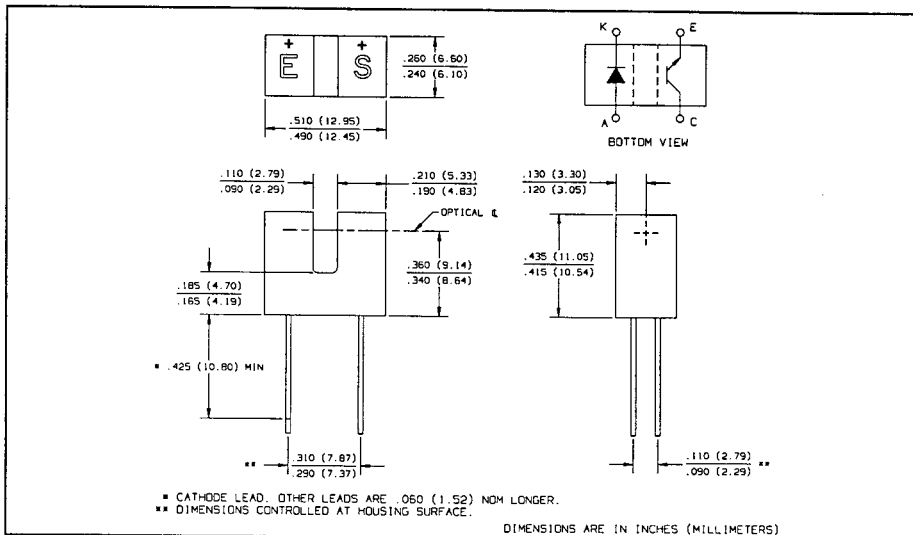 + +
E S
.260 (6.60)
.240 (6.10)
.510 (12.95)
.490 (12.45)
K E
A C
BOTTOM VIEW
.110 (2.79)
.090 (2.29)
.210 (5.33)
.190 (4.83)
.130 (3.30)
.120 (3.05)
OPTICAL ℄
.360 (9.14)
.340 (8.64)
.435 (11.05)
.415 (10.54)
.185 (4.70)
.165 (4.19)
* .425 (10.80) MIN
** .310 (7.87)
.290 (7.37)
.110 (2.79)
.090 (2.29) **
* CATHODE LEAD. OTHER LEADS ARE .060 (1.52) NOM LONGER.
** DIMENSIONS CONTROLLED AT HOUSING SURFACE.
DIMENSIONS ARE IN INCHES (MILLIMETERS)